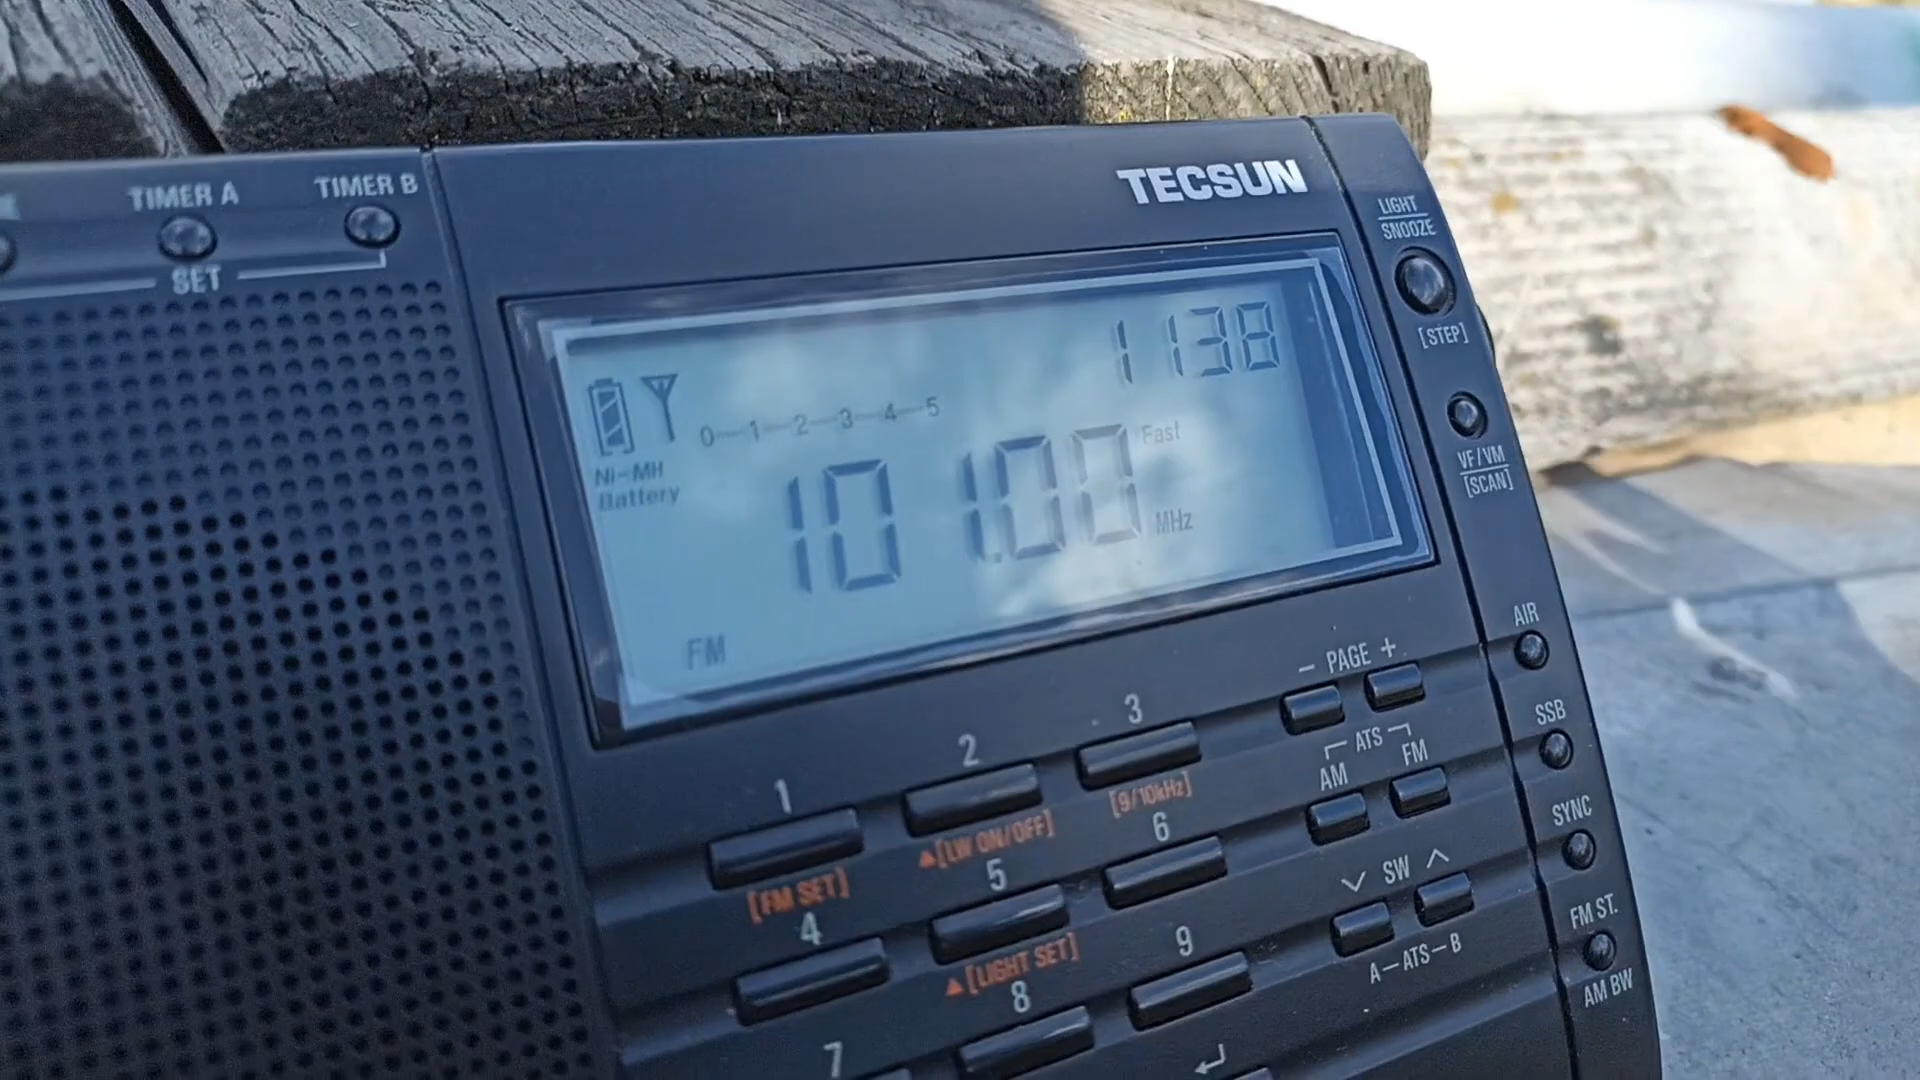 TIMER A
TIMER B
SET
TECSUN
LIGHT
SNOOZE
[STEP]
1138
0 1 2 3 4 5
Fast
Ni-MH
Battery
101.00
MHz
FM
VF/VM
[SCAN]
AIR
SSB
SYNC
FM ST.
AM BW
- PAGE +
ATS
AM
FM
SW
A-ATS-B
1
2
3
[FM SET]
▲[LW ON/OFF]
[9/10kHz]
4
5
6
▲[LIGHT SET]
7
8
9